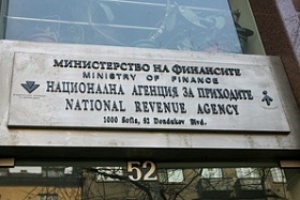 МИНИСТЕРСТВО НА ФИНАНСИТЕ
MINISTRY OF FINANCE
НАЦИОНАЛНА АГЕНЦИЯ ЗА ПРИХОДИТЕ
NATIONAL REVENUE AGENCY
1000 Sofia, 52 Dondukov Blvd.
52